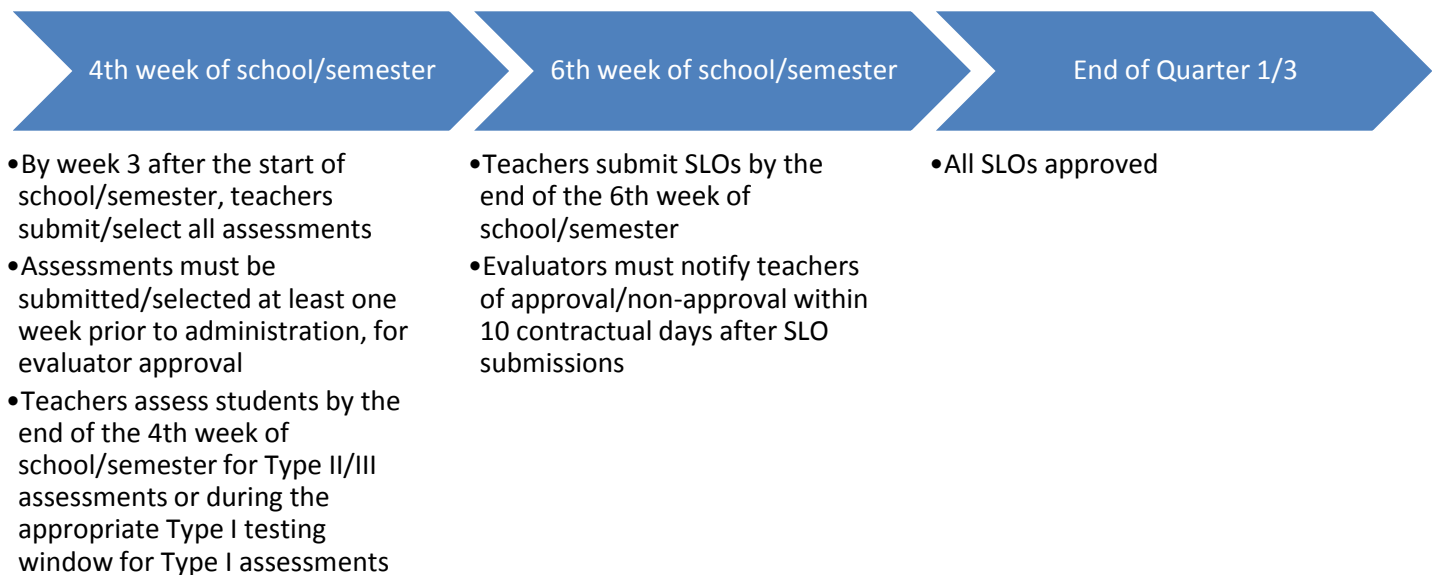 4th week of school/semester
•By week 3 after the start of
school/semester, teachers
submit/select all assessments
•Assessments must be
submitted/selected at least one
week prior to administration, for
evaluator approval
•Teachers assess students by the
end of the 4th week of
school/semester for Type II/III
assessments or during the
appropriate Type I testing
window for Type I assessments
6th week of school/semester
•Teachers submit SLOs by the
end of the 6th week of
school/semester
•Evaluators must notify teachers
of approval/non-approval within
10 contractual days after SLO
submissions
End of Quarter 1/3
•All SLOs approved